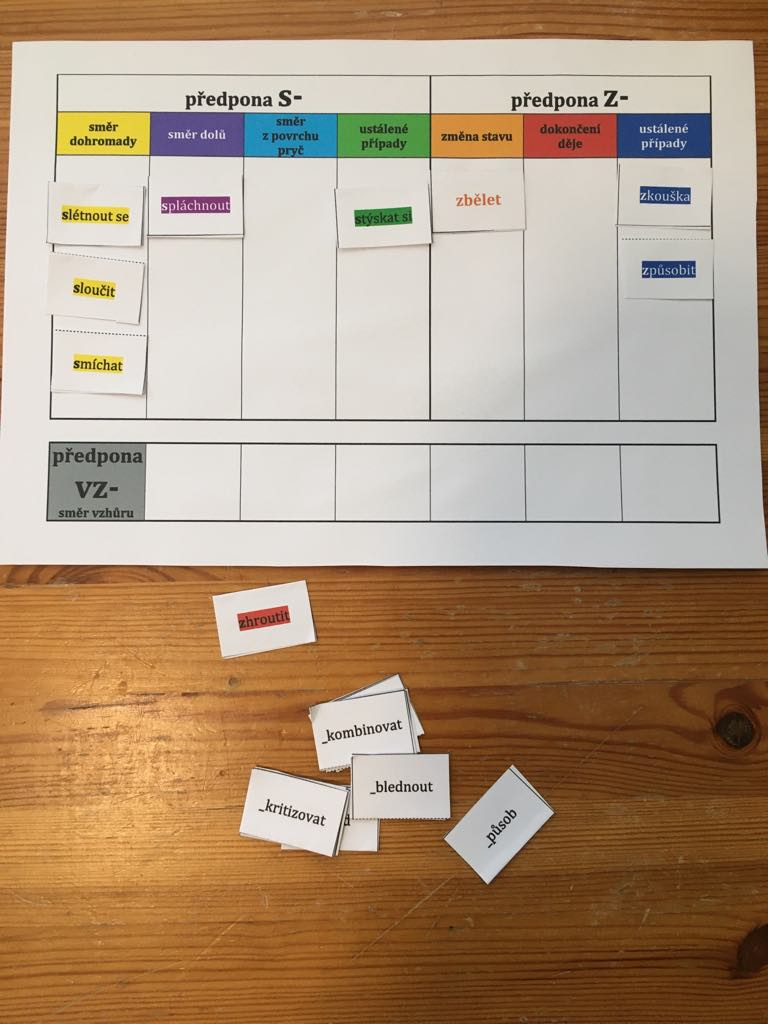 předpona s-
předpona z-
směr
dohromady
směr dolů
směr
z povrchu
pryč
ustálené
případy
změna stavu
dokončení
děje
ustálené
případy
slétnout se
spláchnout
stýskat si
zbělet
zkouška
sloučit
způsobit
smíchat
předpona
vz-
směr vzhůru
zhroutit
_kombinovat
_blednout
_kritizovat
_působ